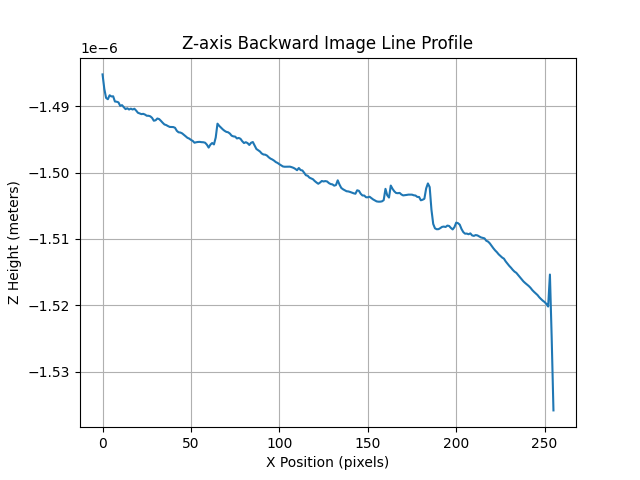 Z-axis Backward Image Line Profile
1e−6
−1.49
−1.50
−1.51
−1.52
−1.53
Z Height (meters)
0 50 100 150 200 250
X Position (pixels)